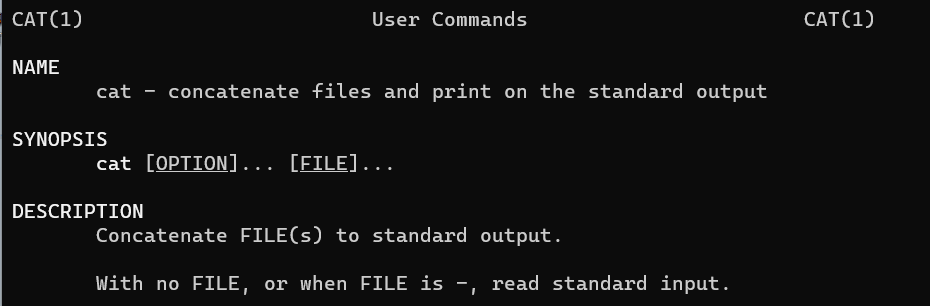 CAT(1) User Commands CAT(1)
NAME
cat - concatenate files and print on the standard output
SYNOPSIS
cat [OPTION]... [FILE]...
DESCRIPTION
Concatenate FILE(s) to standard output.
With no FILE, or when FILE is -, read standard input.